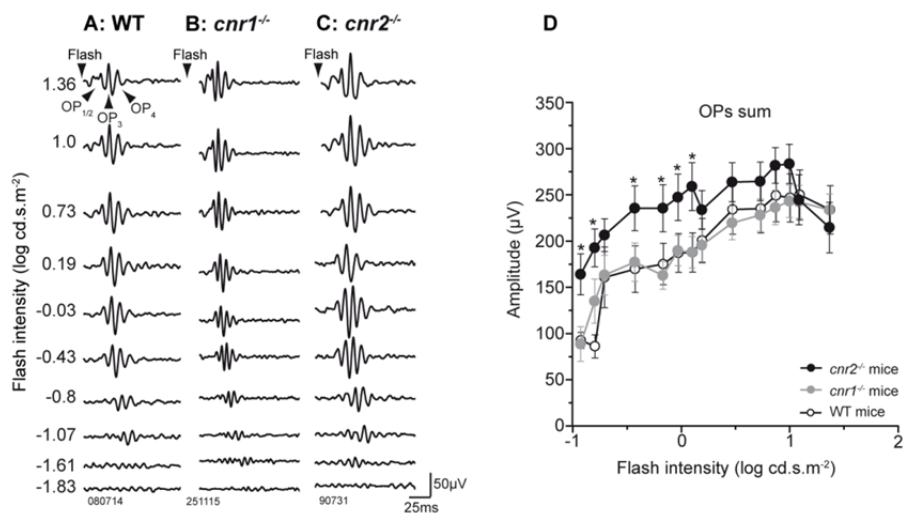 A: WT
B: cnr1-/-
C: cnr2-/-
D
Flash
Flash
Flash
OP1/2
OP3
OP4
Flash intensity (log cd.s.m-2)
1.36
1.0
0.73
0.19
-0.03
-0.43
-0.8
-1.07
-1.61
-1.83
080714
251115
90731
50µV
25ms
OPs sum
Amplitude (µV)
350
300
250
200
150
100
50
0
* * * * * *
cnr2-/- mice
cnr1-/- mice
WT mice
-1 0 1 2
Flash intensity (log cd.s.m-2)